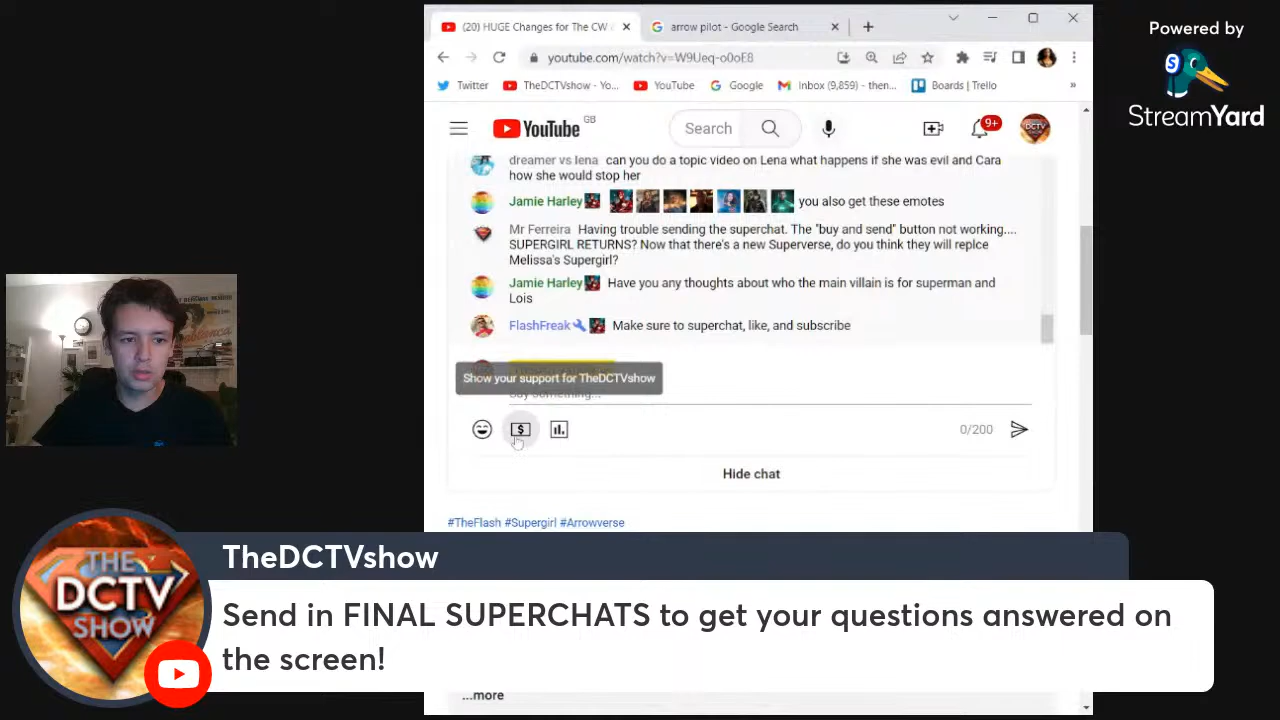 (20) HUGE Changes for The CW
arrow pilot - Google Search
youtube.com/watch?v=W9Ueq-o0oE8
Twitter
TheDCTVshow - Yo...
YouTube
Google
Inbox (9,859) - then...
Boards | Trello
»
YouTube GB
Search
9+
DCTV
dreamer vs lena can you do a topic video on Lena what happens if she was evil and Cara
how she would stop her
Jamie Harley you also get these emotes
Mr Ferreira Having trouble sending the superchat. The "buy and send" button not working....
SUPERGIRL RETURNS? Now that there's a new Superverse, do you think they will replce
Melissa's Supergirl?
Jamie Harley Have you any thoughts about who the main villain is for superman and
Lois
FlashFreak Make sure to superchat, like, and subscribe
Show your support for TheDCTVshow
Say something...
0/200
Hide chat
#TheFlash #Supergirl #Arrowverse
...more
Powered by
S
StreamYard
THE
DCTV
SHOW
TheDCTVshow
Send in FINAL SUPERCHATS to get your questions answered on
the screen!